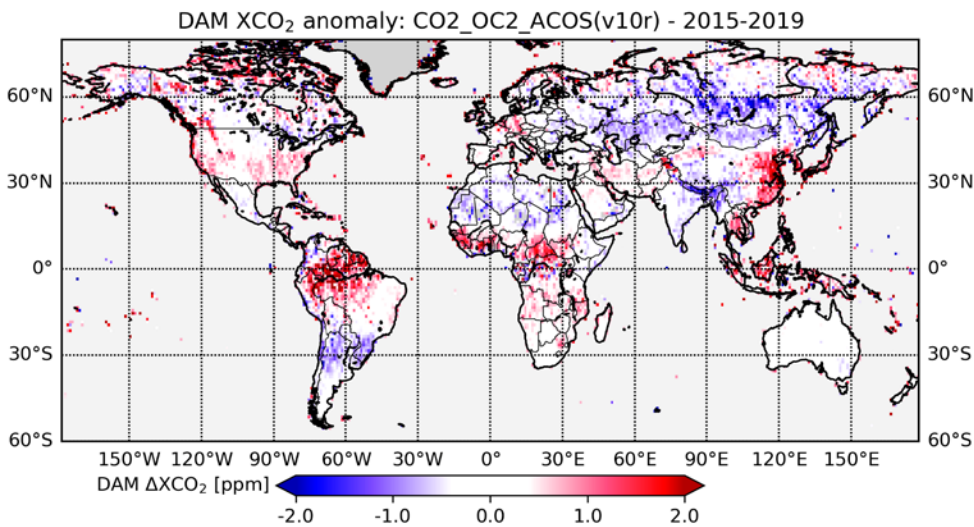 DAM XCO₂ anomaly: CO2_OC2_ACOS(v10r) - 2015-2019
60°N 60°N
30°N 30°N
0° 0°
30°S 30°S
60°S 60°S
150°W 120°W 90°W 60°W 30°W 0° 30°E 60°E 90°E 120°E 150°E
DAM ΔXCO₂ [ppm]
-2.0 -1.0 0.0 1.0 2.0